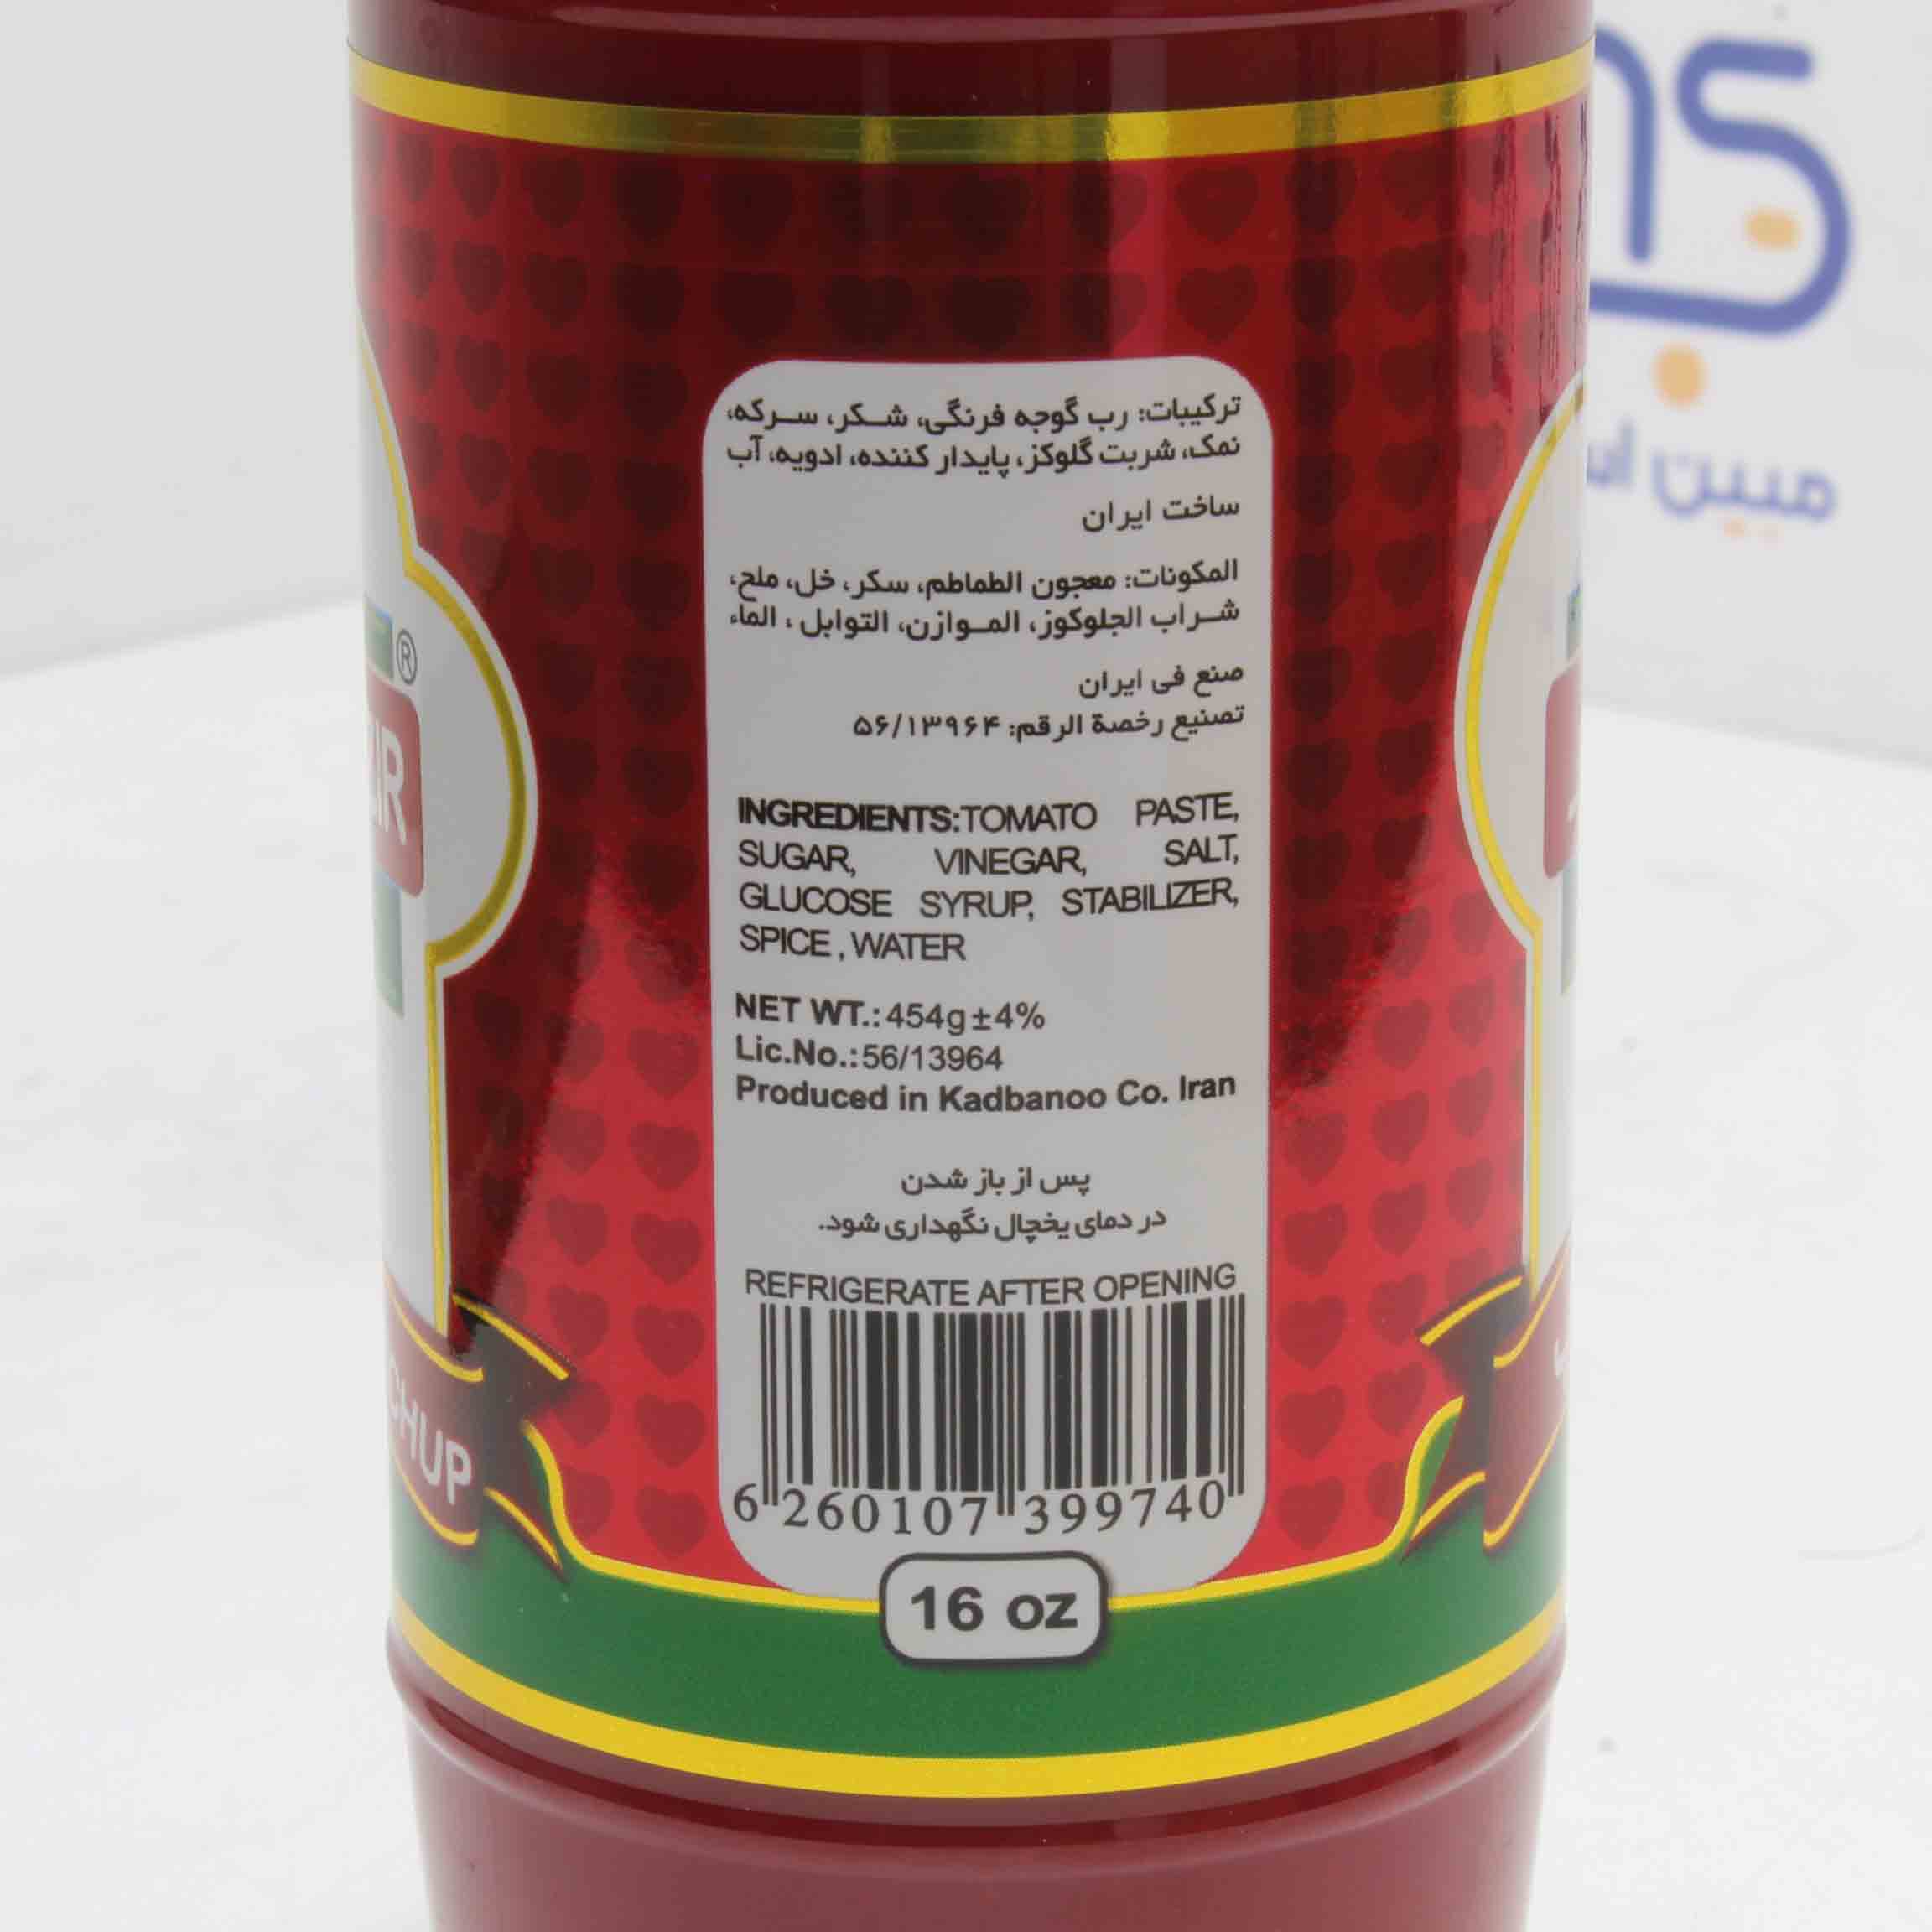 ترکیبات: رب گوجه فرنگی، شکر، سرکه،
نمک، شربت گلوکز، پایدار کننده، ادویه، آب
ساخت ایران
المکونات: معجون الطماطم، سکر، خل، ملح،
شراب الجلوکوز، الموازن، التوابل ، الماء
صنع فی ایران
تصنیع رخصة الرقم: ۵۶/۱۳۹۶۴
INGREDIENTS:TOMATO PASTE,
SUGAR, VINEGAR, SALT,
GLUCOSE SYRUP, STABILIZER,
SPICE , WATER
NET WT.: 454g±4%
Lic.No.: 56/13964
Produced in Kadbanoo Co. Iran
پس از باز شدن
در دمای یخچال نگهداری شود.
REFRIGERATE AFTER OPENING
6 260107 399740
16 oz
®
CHUP
مبین